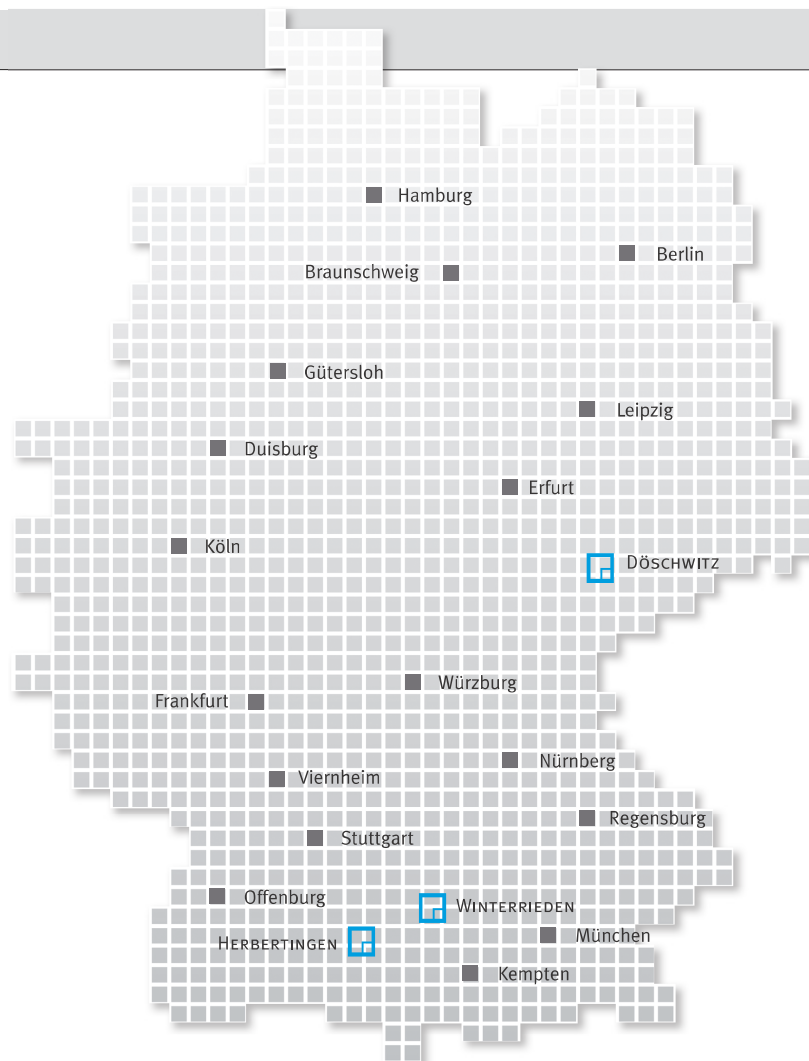 Hamburg
Berlin
Braunschweig
Gütersloh
Leipzig
Duisburg
Erfurt
Köln
Döschwitz
Würzburg
Frankfurt
Nürnberg
Viernheim
Regensburg
Stuttgart
Offenburg
Winterrieden
München
Herbertingen
Kempten